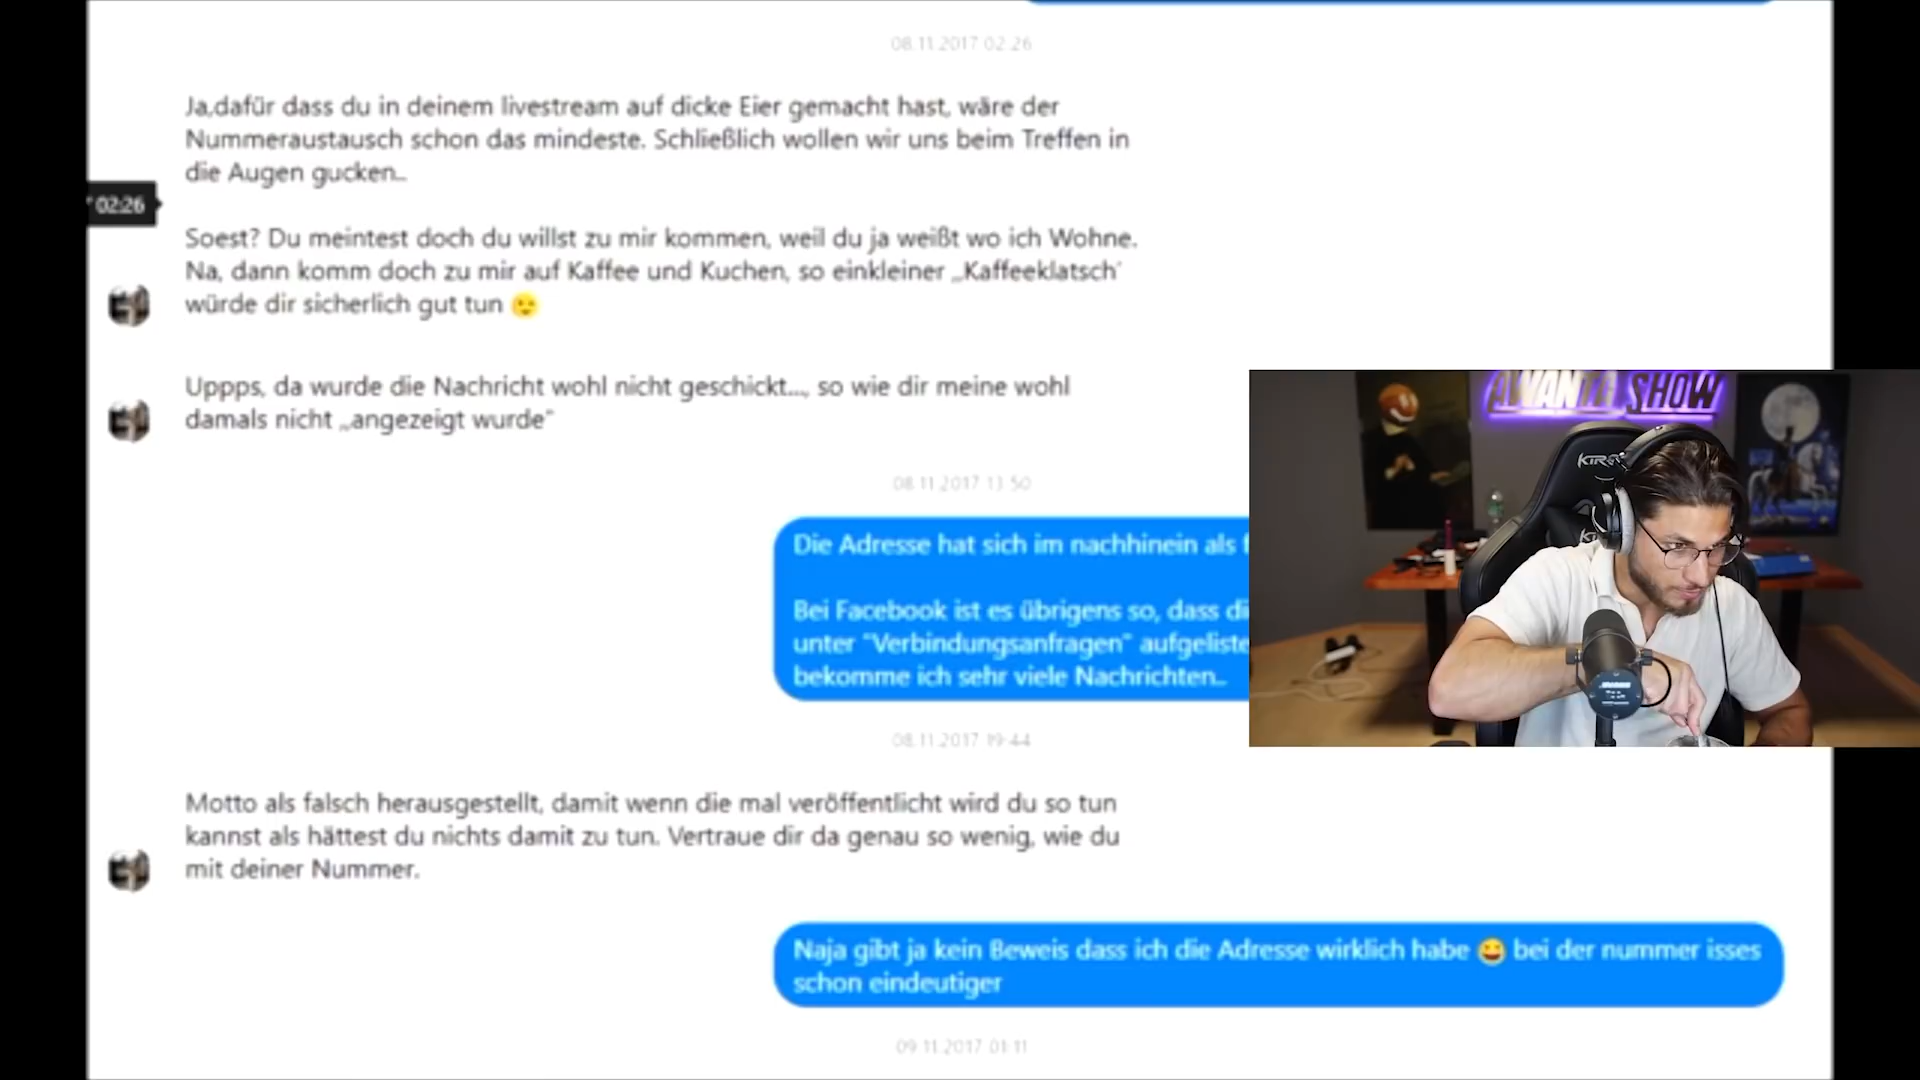 08.11.2017 02:26
Ja,dafür dass du in deinem livestream auf dicke Eier gemacht hast, wäre der
Nummeraustausch schon das mindeste. Schließlich wollen wir uns beim Treffen in
die Augen gucken..
02:26
Soest? Du meintest doch du willst zu mir kommen, weil du ja weißt wo ich Wohne.
Na, dann komm doch zu mir auf Kaffee und Kuchen, so einkleiner „Kaffeeklatsch"
würde dir sicherlich gut tun 😉
Uppps, da wurde die Nachricht wohl nicht geschickt..., so wie dir meine wohl
damals nicht „angezeigt wurde"
08.11.2017 13:50
Die Adresse hat sich im nachhinein als
Bei Facebook ist es übrigens so, dass
unter "Verbindungsanfragen"
bekomme ich sehr viele Nachrichten..
AWANTE SHOW
08.11.2017 19:44
Motto als falsch herausgestellt, damit wenn die mal veröffentlicht wird du so tun
kannst als hättest du nichts damit zu tun. Vertraue dir da genau so wenig, wie du
mit deiner Nummer.
Naja gibt ja kein Beweis dass ich die Adresse wirklich habe 😄 bei der nummer isses
schon eindeutiger
09.11.2017 01:11